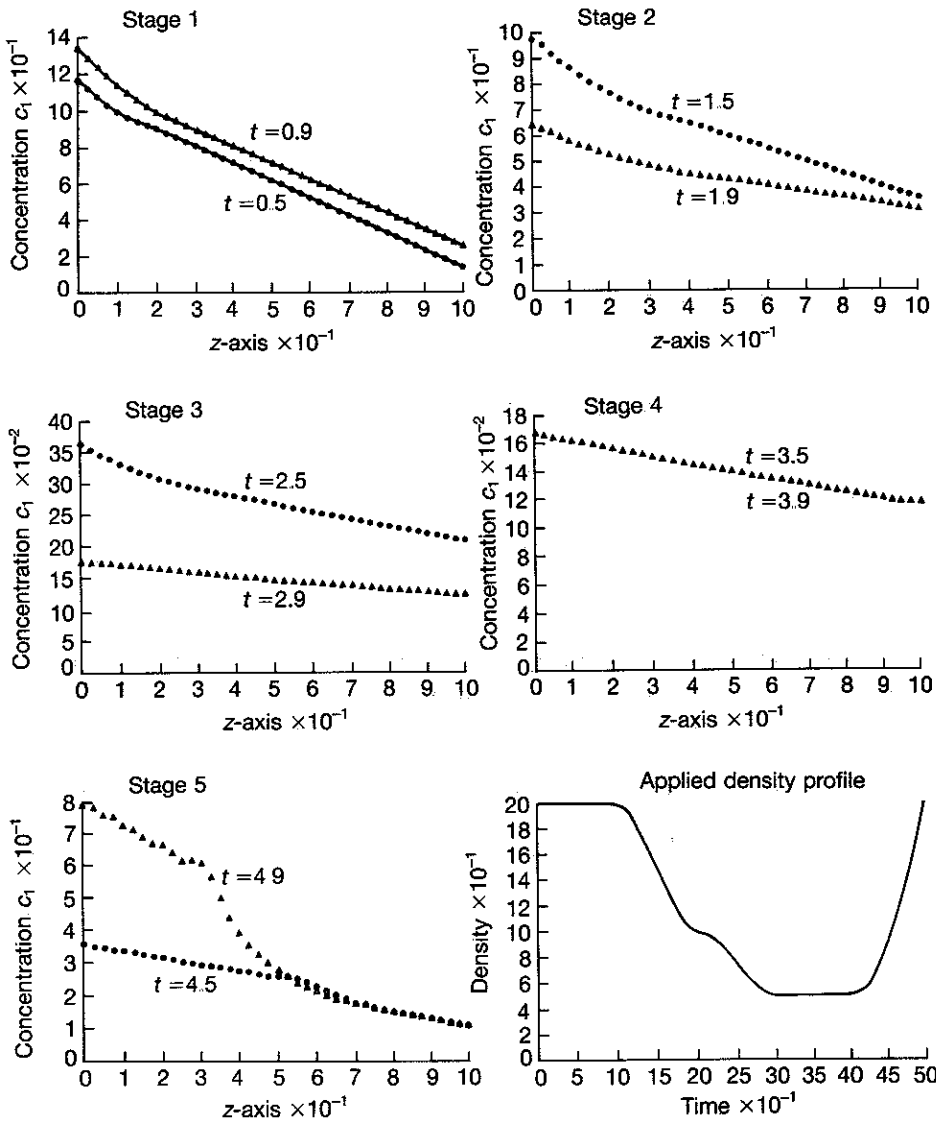 Stage 1
Concentration c₁ ×10⁻¹
14
12
10
8
6
4
2
0
t = 0.9
t = 0.5
0 1 2 3 4 5 6 7 8 9 10
z-axis ×10⁻¹
Stage 2
Concentration c₁ ×10⁻¹
10
9
8
7
6
5
4
3
2
1
0
t = 1.5
t = 1.9
0 1 2 3 4 5 6 7 8 9 10
z-axis ×10⁻¹
Stage 3
Concentration c₁ ×10⁻²
40
35
30
25
20
15
10
5
0
t = 2.5
t = 2.9
0 1 2 3 4 5 6 7 8 9 10
z-axis ×10⁻¹
Stage 4
Concentration c₁ ×10⁻²
18
16
14
12
10
8
6
4
2
0
t = 3.5
t = 3.9
0 1 2 3 4 5 6 7 8 9 10
z-axis ×10⁻¹
Stage 5
Concentration c₁ ×10⁻¹
8
7
6
5
4
3
2
1
0
t = 4 9
t = 4.5
0 1 2 3 4 5 6 7 8 9 10
z-axis ×10⁻¹
Applied density profile
Density ×10⁻¹
20
18
16
14
12
10
8
6
4
2
0
0 5 10 15 20 25 30 35 40 45 50
Time ×10⁻¹